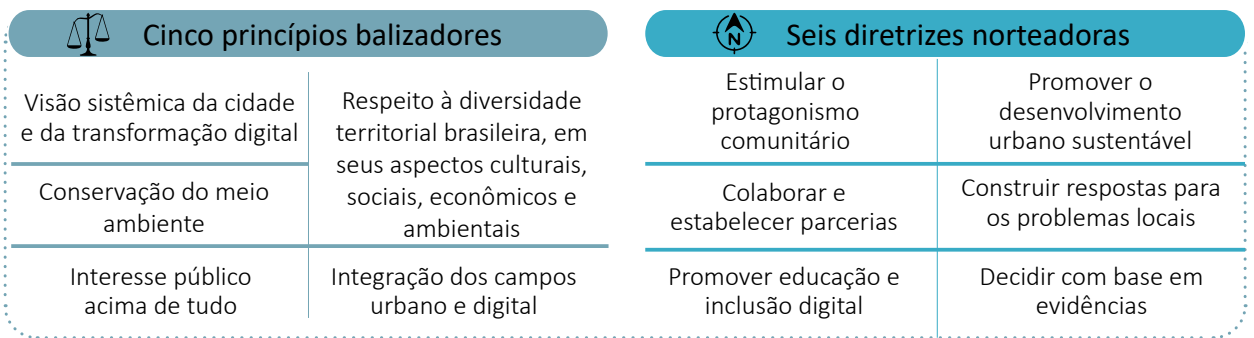 Cinco princípios balizadores
Visão sistêmica da cidade
e da transformação digital
Respeito à diversidade
territorial brasileira, em
seus aspectos culturais,
sociais, econômicos e
ambientais
Conservação do meio
ambiente
Interesse público
acima de tudo
Integração dos campos
urbano e digital
N
Seis diretrizes norteadoras
Estimular o
protagonismo
comunitário
Promover o
desenvolvimento
urbano sustentável
Colaborar e
estabelecer parcerias
Construir respostas para
os problemas locais
Promover educação e
inclusão digital
Decidir com base em
evidências